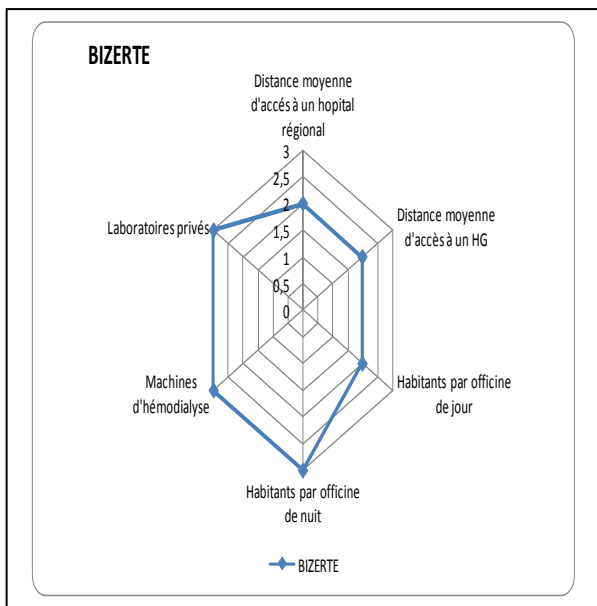 BIZERTE
Distance moyenne
d'accés à un hopital
régional
3
2,5
2
1,5
1
0,5
0
Distance moyenne
d'accès à un HG
Habitants par officine
de jour
Habitants par officine
de nuit
Machines
d'hémodialyse
Laboratoires privés
BIZERTE